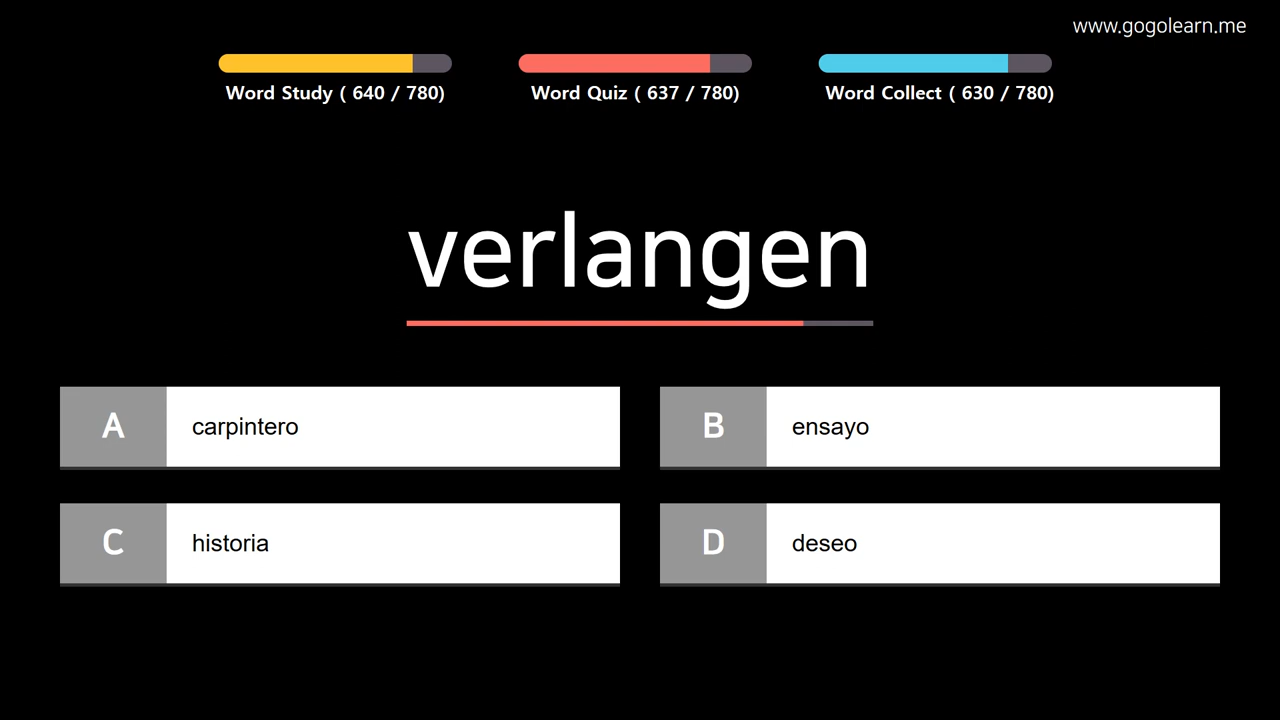 www.gogolearn.me
Word Study ( 640 / 780)
Word Quiz ( 637 / 780)
Word Collect ( 630 / 780)
verlangen
A carpintero
B ensayo
C historia
D deseo